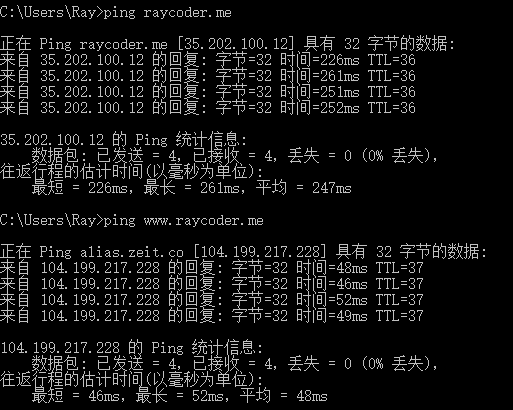 C:\Users\Ray>ping raycoder.me
正在 Ping raycoder.me [35.202.100.12] 具有 32 字节的数据:
来自 35.202.100.12 的回复: 字节=32 时间=226ms TTL=36
来自 35.202.100.12 的回复: 字节=32 时间=261ms TTL=36
来自 35.202.100.12 的回复: 字节=32 时间=251ms TTL=36
来自 35.202.100.12 的回复: 字节=32 时间=252ms TTL=36
35.202.100.12 的 Ping 统计信息:
数据包: 已发送 = 4，已接收 = 4，丢失 = 0 (0% 丢失)，
往返行程的估计时间(以毫秒为单位):
最短 = 226ms，最长 = 261ms，平均 = 247ms
C:\Users\Ray>ping www.raycoder.me
正在 Ping alias.zeit.co [104.199.217.228] 具有 32 字节的数据:
来自 104.199.217.228 的回复: 字节=32 时间=48ms TTL=37
来自 104.199.217.228 的回复: 字节=32 时间=46ms TTL=37
来自 104.199.217.228 的回复: 字节=32 时间=52ms TTL=37
来自 104.199.217.228 的回复: 字节=32 时间=49ms TTL=37
104.199.217.228 的 Ping 统计信息:
数据包: 已发送 = 4，已接收 = 4，丢失 = 0 (0% 丢失)，
往返行程的估计时间(以毫秒为单位):
最短 = 46ms，最长 = 52ms，平均 = 48ms